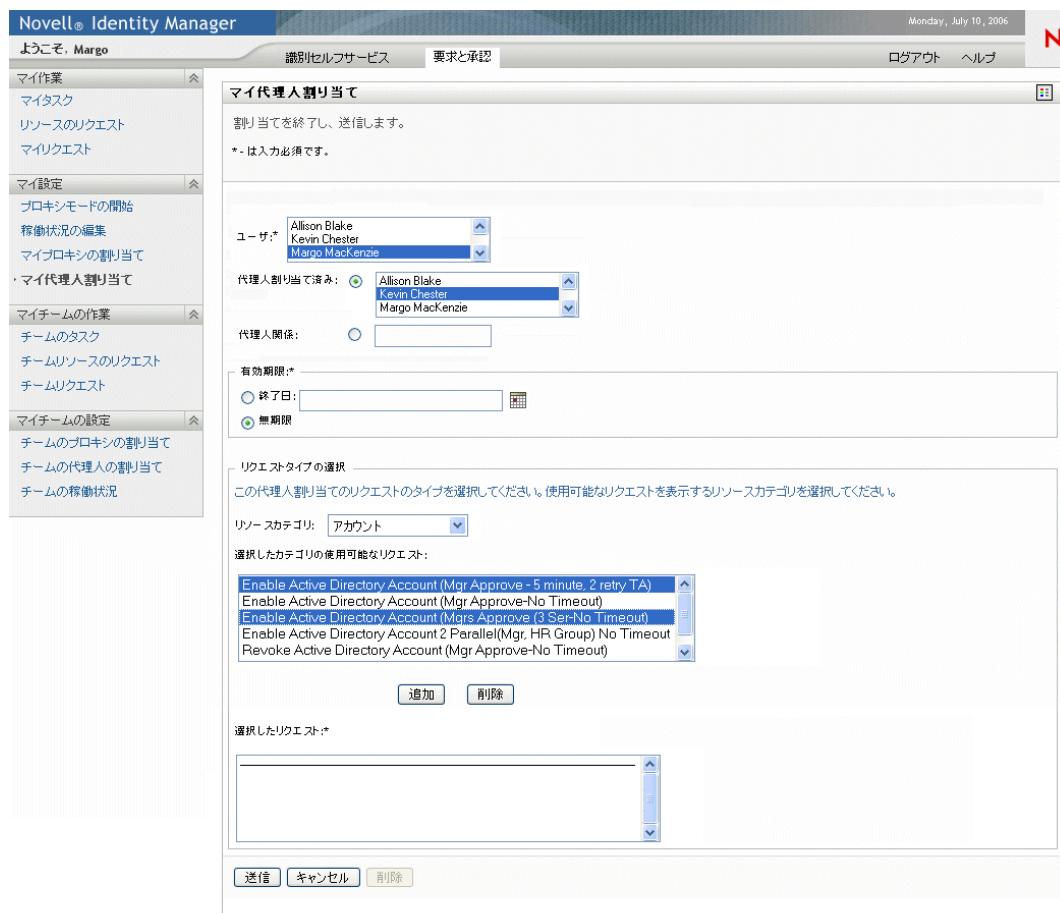 Novell® Identity Manager
Monday, July 10, 2006
N
ようこそ, Margo
識別セルフサービス
要求と承認
ログアウト
ヘルプ
マイ作業
マイタスク
リソースのリクエスト
マイリクエスト
マイ設定
プロキシモードの開始
稼働状況の編集
マイプロキシの割り当て
・マイ代理人割り当て
マイチームの作業
チームのタスク
チームリソースのリクエスト
チームリクエスト
マイチームの設定
チームのプロキシの割り当て
チームの代理人の割り当て
チームの稼働状況
マイ代理人割り当て
割り当てを終了し、送信します。
*- は入力必須です。
ユーザ:*
Allison Blake
Kevin Chester
Margo MacKenzie
代理人割り当て済み:
Allison Blake
Kevin Chester
Margo MacKenzie
代理人関係:
有効期限:*
終了日:
無期限
リクエストタイプの選択
この代理人割り当てのリクエストのタイプを選択してください。使用可能なリクエストを表示するリソースカテゴリを選択してください。
リソースカテゴリ:
アカウント
選択したカテゴリの使用可能なリクエスト:
Enable Active Directory Account (Mgr Approve - 5 minute, 2 retry TA)
Enable Active Directory Account (Mgr Approve-No Timeout)
Enable Active Directory Account (Mgrs Approve (3 Ser-No Timeout)
Enable Active Directory Account 2 Parallel(Mgr, HR Group) No Timeout
Revoke Active Directory Account (Mgr Approve-No Timeout)
追加
削除
選択したリクエスト:*
送信
キャンセル
削除